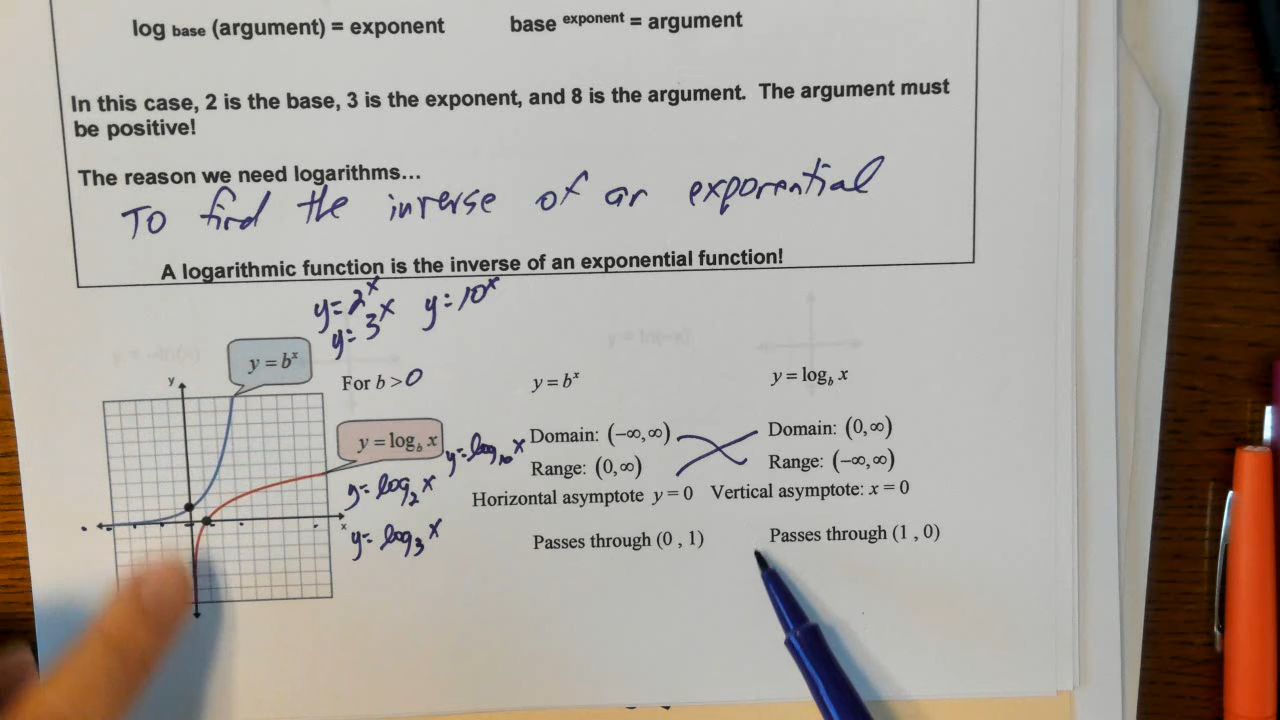 log base (argument) = exponent base exponent = argument
In this case, 2 is the base, 3 is the exponent, and 8 is the argument. The argument must
be positive!
The reason we need logarithms...
To find the inverse of an exponential
A logarithmic function is the inverse of an exponential function!
y=2^x y=10^x
y=3^x
y = b^x
For b > 0
y = b^x
y = log_b x
y
y = log_b x
y=log_10 x
Domain: (−∞,∞)
Range: (0,∞)
Domain: (0,∞)
Range: (−∞,∞)
y=log_2 x
Horizontal asymptote y = 0 Vertical asymptote: x = 0
x
y=log_3 x
Passes through (0 , 1) Passes through (1 , 0)